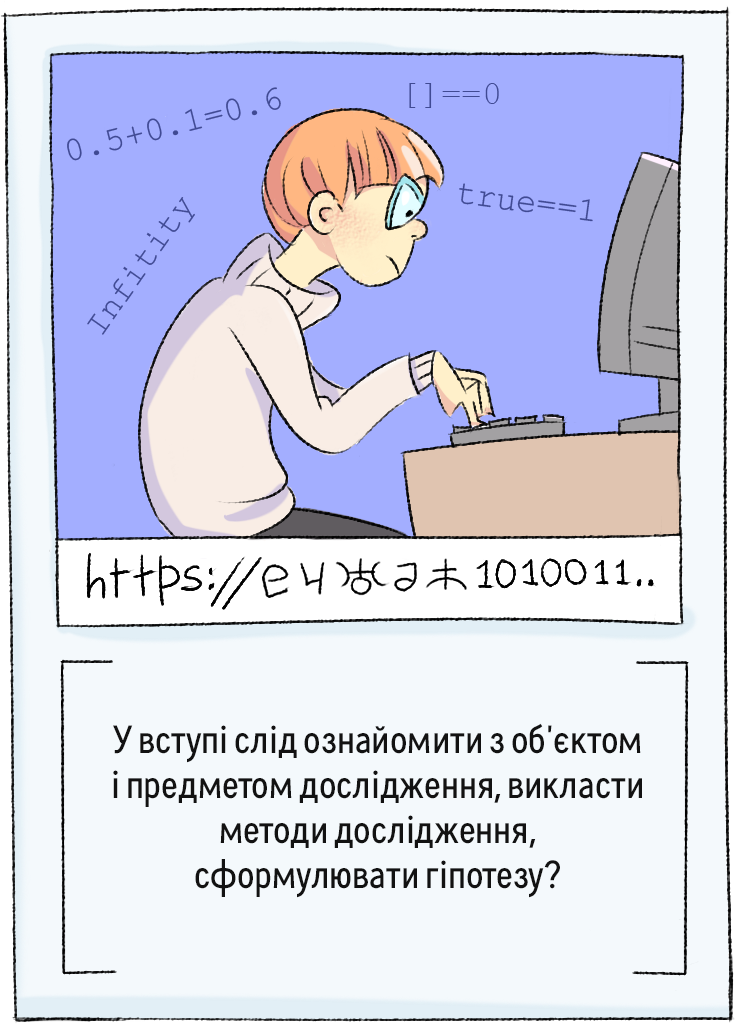 0.5+0.1=0.6
[]==0
true==1
Infitity
https://
1010011..
У вступі слід ознайомити з об'єктом
і предметом дослідження, викласти
методи дослідження,
сформулювати гіпотезу?